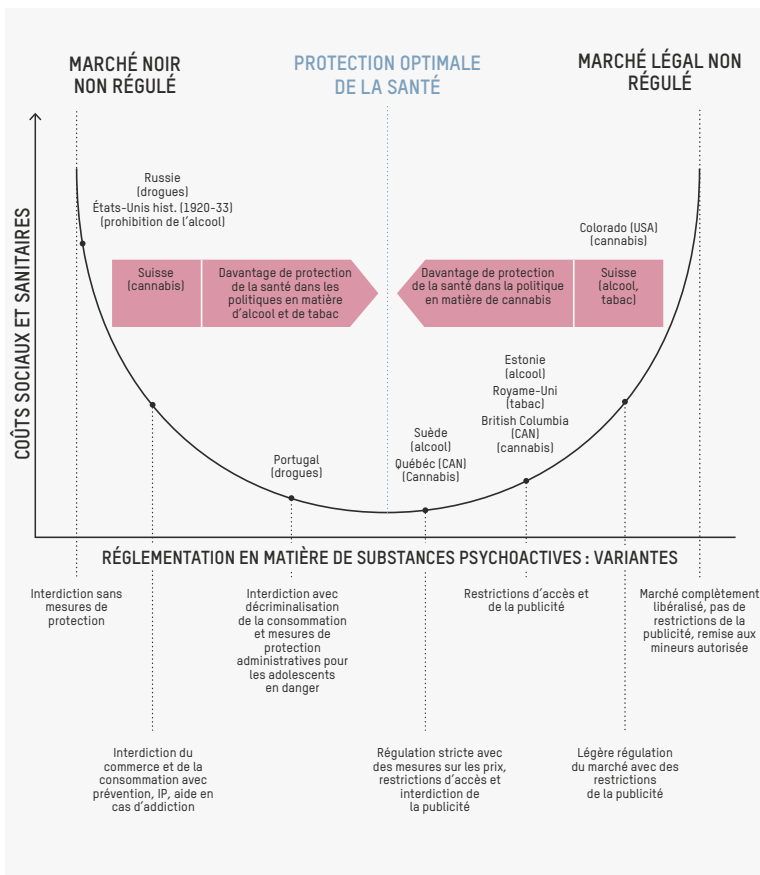 MARCHÉ NOIR
NON RÉGULÉ
PROTECTION OPTIMALE
DE LA SANTÉ
MARCHÉ LÉGAL NON
RÉGULÉ
COÛTS SOCIAUX ET SANITAIRES
Russie
(drogues)
États-Unis hist. (1920-33)
(prohibition de l'alcool)
Colorado (USA)
(cannabis)
Suisse
(cannabis)
Davantage de protection
de la santé dans les
politiques en matière
d'alcool et de tabac
Davantage de protection
de la santé dans la politique
en matière de cannabis
Suisse
(alcool,
tabac)
Estonie
(alcool)
Royame-Uni
(tabac)
British Columbia
(CAN)
(cannabis)
Suède
(alcool)
Québéc (CAN)
(Cannabis)
Portugal
(drogues)
RÉGLEMENTATION EN MATIÈRE DE SUBSTANCES PSYCHOACTIVES : VARIANTES
Interdiction sans
mesures de
protection
Interdiction avec
décriminalisation
de la consommation
et mesures de
protection
administratives pour
les adolescents
en danger
Restrictions d'accès et
de la publicité
Marché complètement
libéralisé, pas de
restrictions de la
publicité, remise aux
mineurs autorisée
Interdiction du
commerce et de la
consommation avec
prévention, IP, aide en
cas d'addiction
Régulation stricte avec
des mesures sur les prix,
restrictions d'accès et
interdiction de
la publicité
Légère régulation
du marché avec des
restrictions
de la publicité